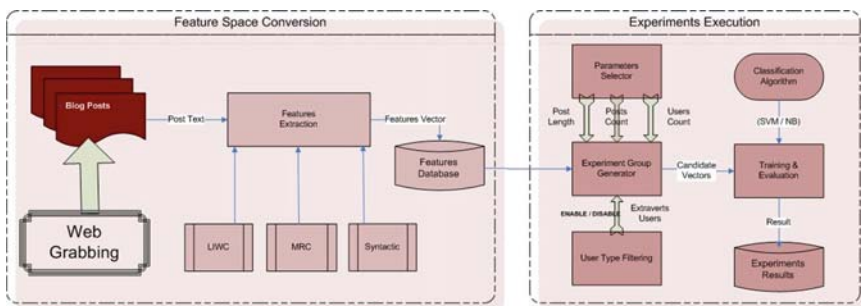 Feature Space Conversion
Blog Posts
Post Text
Features
Extraction
Features Vector
Features
Database
Web
Grabbing
LIWC
MRC
Syntactic
Experiments Execution
Parameters
Selector
Post
Length
Posts
Count
Users
Count
Experiment Group
Generator
Candidate
Vectors
ENABLE / DISABLE
Extraverts
Users
User Type Filtering
Classification
Algorithm
(SVM / NB)
Training &
Evaluation
Result
Experiments
Results